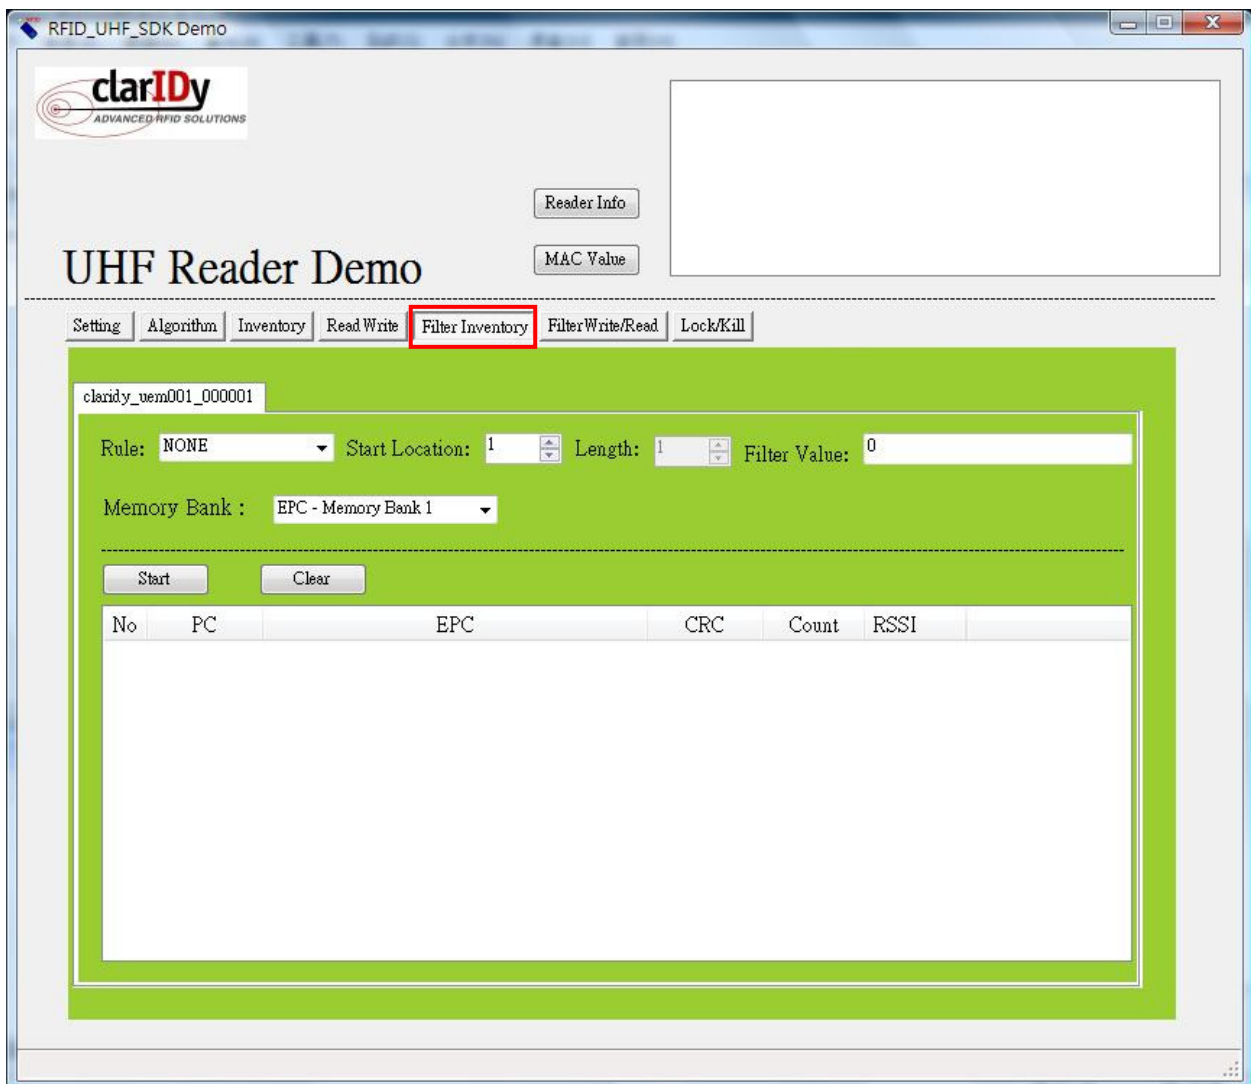 RFID_UHF_SDK Demo
clarIDy
ADVANCED RFID SOLUTIONS
Reader Info
UHF Reader Demo
MAC Value
Setting Algorithm Inventory Read Write Filter Inventory FilterWrite/Read Lock/Kill
claridy_uem001_000001
Rule: NONE Start Location: 1 Length: 1 Filter Value: 0
Memory Bank : EPC - Memory Bank 1
Start Clear
No PC EPC CRC Count RSSI